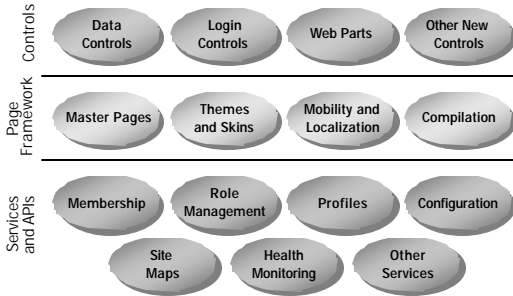 Controls
Data
Controls
Login
Controls
Web Parts
Other New
Controls
Page
Framework
Master Pages
Themes
and Skins
Mobility and
Localization
Compilation
Services
and APIs
Membership
Role
Management
Profiles
Configuration
Site
Maps
Health
Monitoring
Other
Services